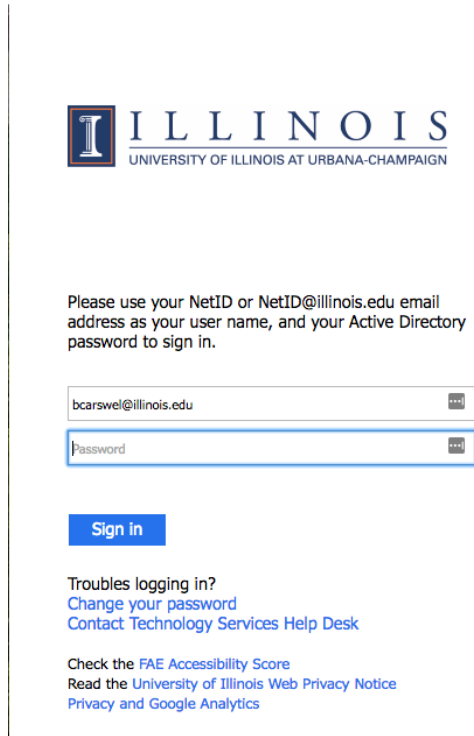 I
ILLINOIS
UNIVERSITY OF ILLINOIS AT URBANA-CHAMPAIGN
Please use your NetID or NetID@illinois.edu email
address as your user name, and your Active Directory
password to sign in.
bcarswel@illinois.edu
Password
Sign in
Troubles logging in?
Change your password
Contact Technology Services Help Desk
Check the FAE Accessibility Score
Read the University of Illinois Web Privacy Notice
Privacy and Google Analytics